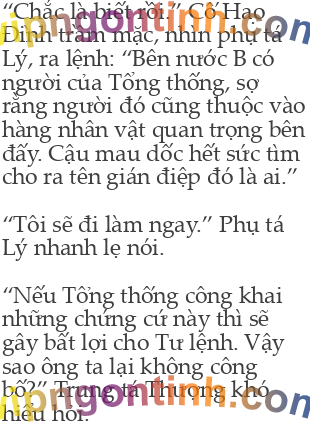 “Chắc là biết rồi.” Cố Hạo
Đình trầm mặc, nhìn phụ tá
Lý, ra lệnh: “Bên nước B có
người của Tổng thống, sợ
rằng người đó cũng thuộc vào
hàng nhân vật quan trọng bên
đấy. Cậu mau dốc hết sức tìm
cho ra tên gián điệp đó là ai.”
“Tôi sẽ đi làm ngay.” Phụ tá
Lý nhanh lẹ nói.
“Nếu Tổng thống công khai
những chứng cứ này thì sẽ
gây bất lợi cho Tư lệnh. Vậy
sao ông ta lại không công
bố?” Trung tá Thượng khó
hiểu hỏi.
vipngontinh.com
vipngontinh.com